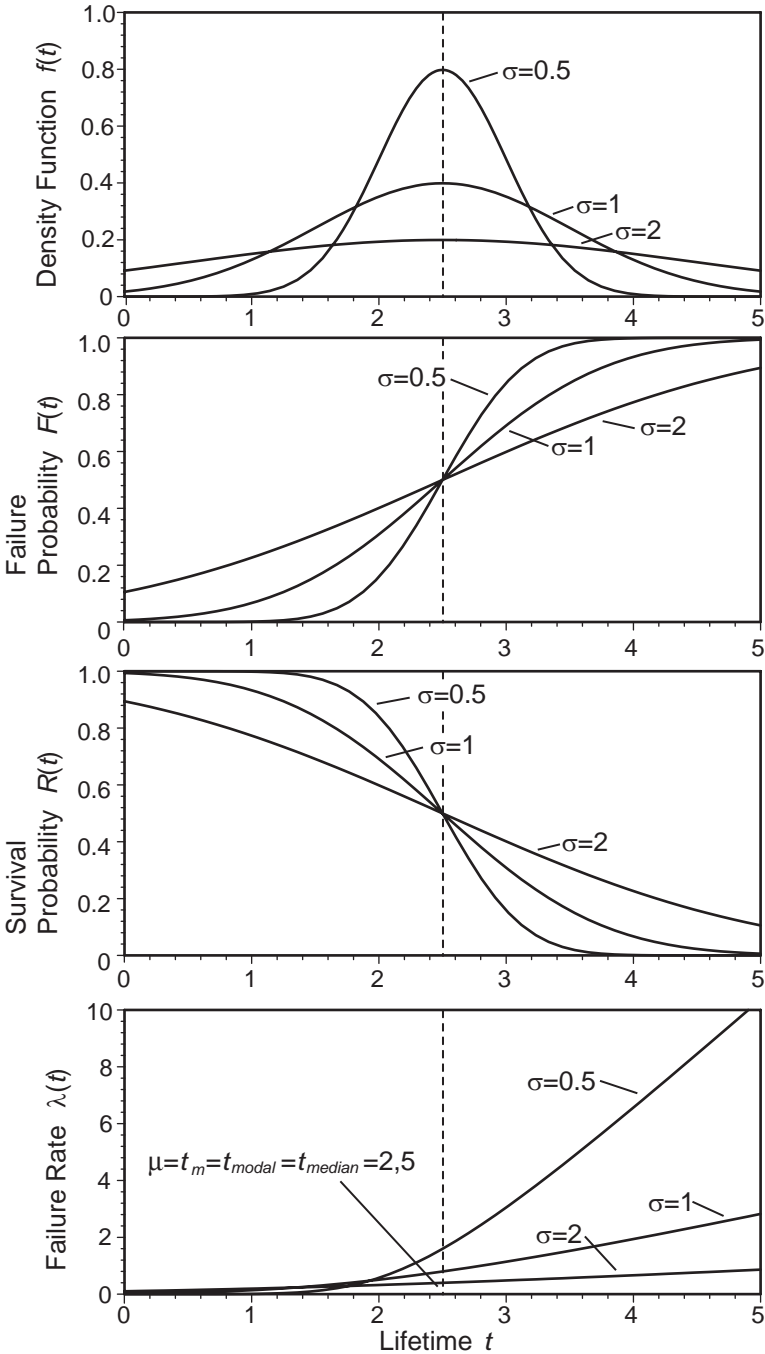 Density Function f(t)
1.0
0.8
0.6
0.4
0.2
0
σ=0.5
σ=1
σ=2
0 1 2 3 4 5
Failure
Probability F(t)
1.0
0.8
0.6
0.4
0.2
0
σ=0.5
σ=1
σ=2
0 1 2 3 4 5
Survival
Probability R(t)
1.0
0.8
0.6
0.4
0.2
0
σ=0.5
σ=1
σ=2
0 1 2 3 4 5
Failure Rate λ(t)
10
8
6
4
2
0
σ=0.5
μ=tm=tmodal=tmedian=2,5
σ=1
σ=2
0 1 2 3 4 5
Lifetime t